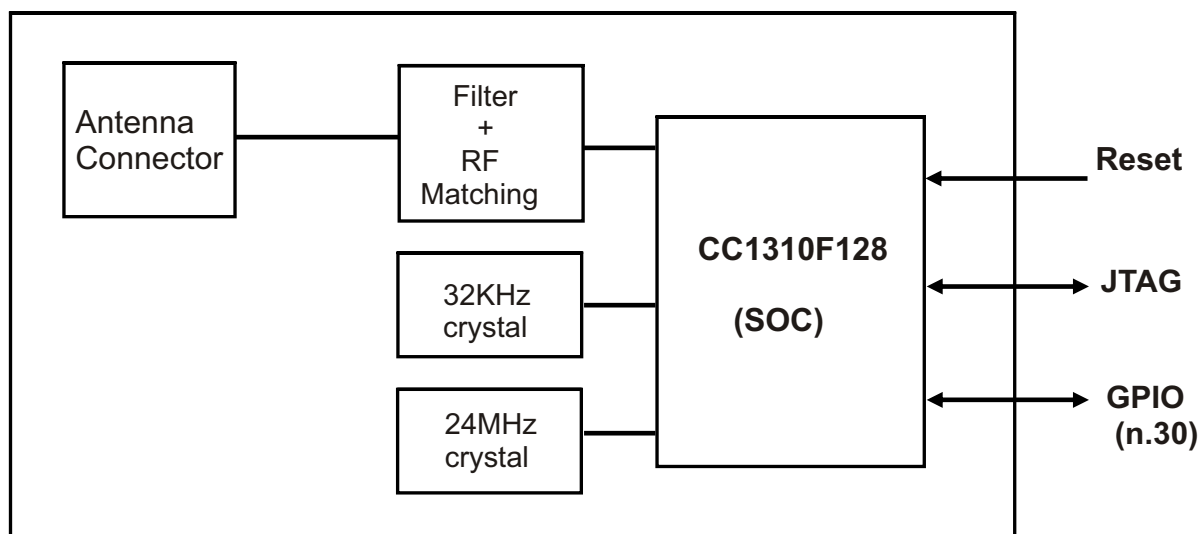 Antenna
Connector
Filter
+
RF
Matching
32KHz
crystal
24MHz
crystal
CC1310F128
(SOC)
Reset
JTAG
GPIO
(n.30)